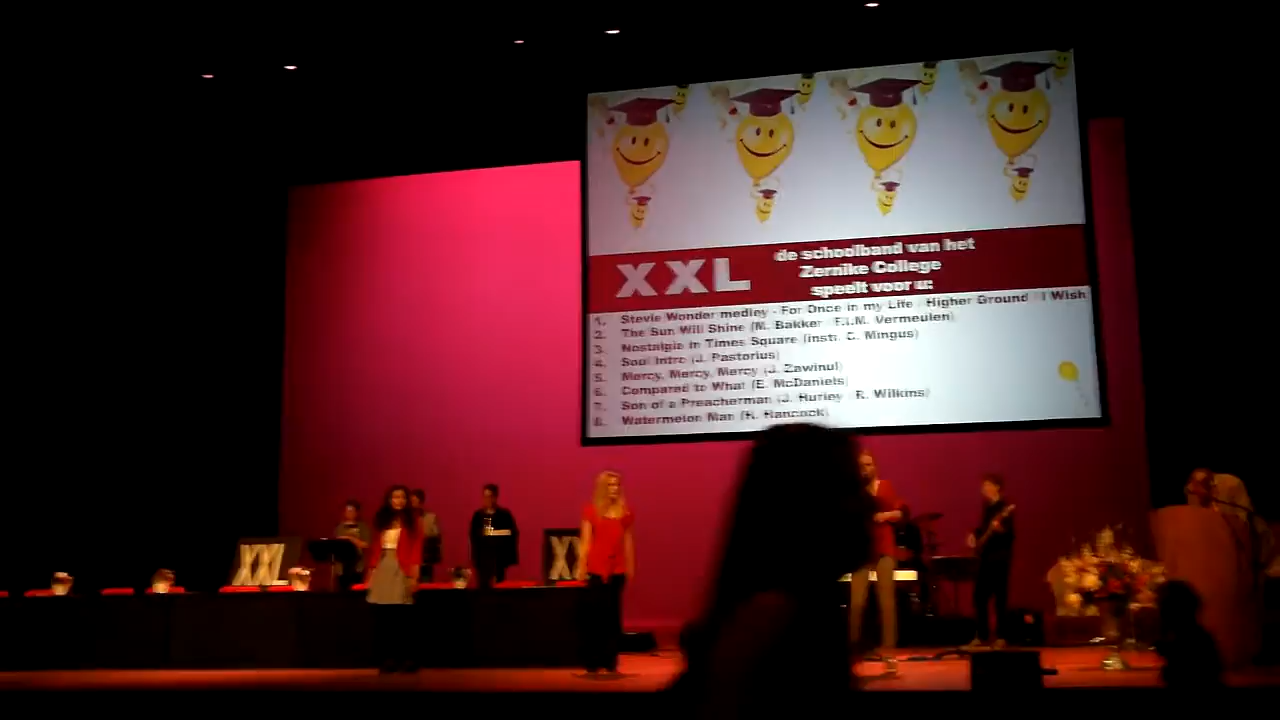 XXL
de schoolband van het
Zernike College
speelt voor u:
1. Stevie Wonder medley - For Once in my Life / Higher Ground / I Wish
2. The Sun Will Shine (M. Bakker / F.I.M. Vermeulen)
3. Nostalgie in Times Square (instr. C. Mingus)
4. Soul Intro (J. Pastorius)
5. Mercy, Mercy, Mercy (J. Zawinul)
6. Compared to What (E. McDaniels)
7. Son of a Preacherman (J. Hurley / R. Wilkins)
8. Watermelon Man (H. Hancock)
XXL
XX